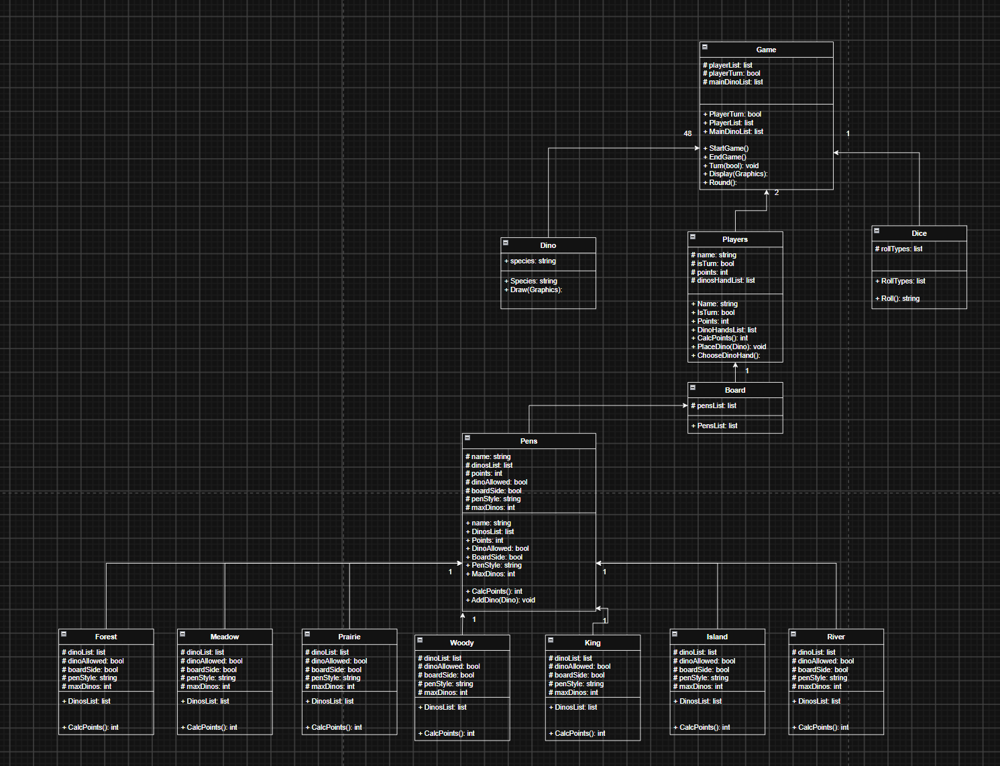 Game
# playerList: list
# playerTurn: bool
# mainDinoList: list
+ PlayerTurn: bool
+ PlayerList: list
+ MainDinoList: list
+ StartGame()
+ EndGame()
+ Turn(bool): void
+ Display(Graphics):
+ Round():
48
1
2
Dino
+ species: string
+ Species: string
+ Draw(Graphics):
Players
# name: string
# isTurn: bool
# points: int
# dinosHandList: list
+ Name: string
+ IsTurn: bool
+ Points: int
+ DinoHandsList: list
+ CalcPoints(): int
+ PlaceDino(Dino): void
+ ChooseDinoHand():
Dice
# rollTypes: list
+ RollTypes: list
+ Roll(): string
1
Board
# pensList: list
+ PensList: list
Pens
# name: string
# dinosList: list
# points: int
# dinoAllowed: bool
# boardSide: bool
# penStyle: string
# maxDinos: int
+ name: string
+ DinosList: list
+ Points: int
+ DinoAllowed: bool
+ BoardSide: bool
+ PenStyle: string
+ MaxDinos: int
+ CalcPoints(): int
+ AddDino(Dino): void
1
1
1
1
Forest
# dinoList: list
# dinoAllowed: bool
# boardSide: bool
# penStyle: string
# maxDinos: int
+ DinosList: list
+ CalcPoints(): int
Meadow
# dinoList: list
# dinoAllowed: bool
# boardSide: bool
# penStyle: string
# maxDinos: int
+ DinosList: list
+ CalcPoints(): int
Prairie
# dinoList: list
# dinoAllowed: bool
# boardSide: bool
# penStyle: string
# maxDinos: int
+ DinosList: list
+ CalcPoints(): int
Woody
# dinoList: list
# dinoAllowed: bool
# boardSide: bool
# penStyle: string
# maxDinos: int
+ DinosList: list
+ CalcPoints(): int
King
# dinoList: list
# dinoAllowed: bool
# boardSide: bool
# penStyle: string
# maxDinos: int
+ DinosList: list
+ CalcPoints(): int
Island
# dinoList: list
# dinoAllowed: bool
# boardSide: bool
# penStyle: string
# maxDinos: int
+ DinosList: list
+ CalcPoints(): int
River
# dinoList: list
# dinoAllowed: bool
# boardSide: bool
# penStyle: string
# maxDinos: int
+ DinosList: list
+ CalcPoints(): int